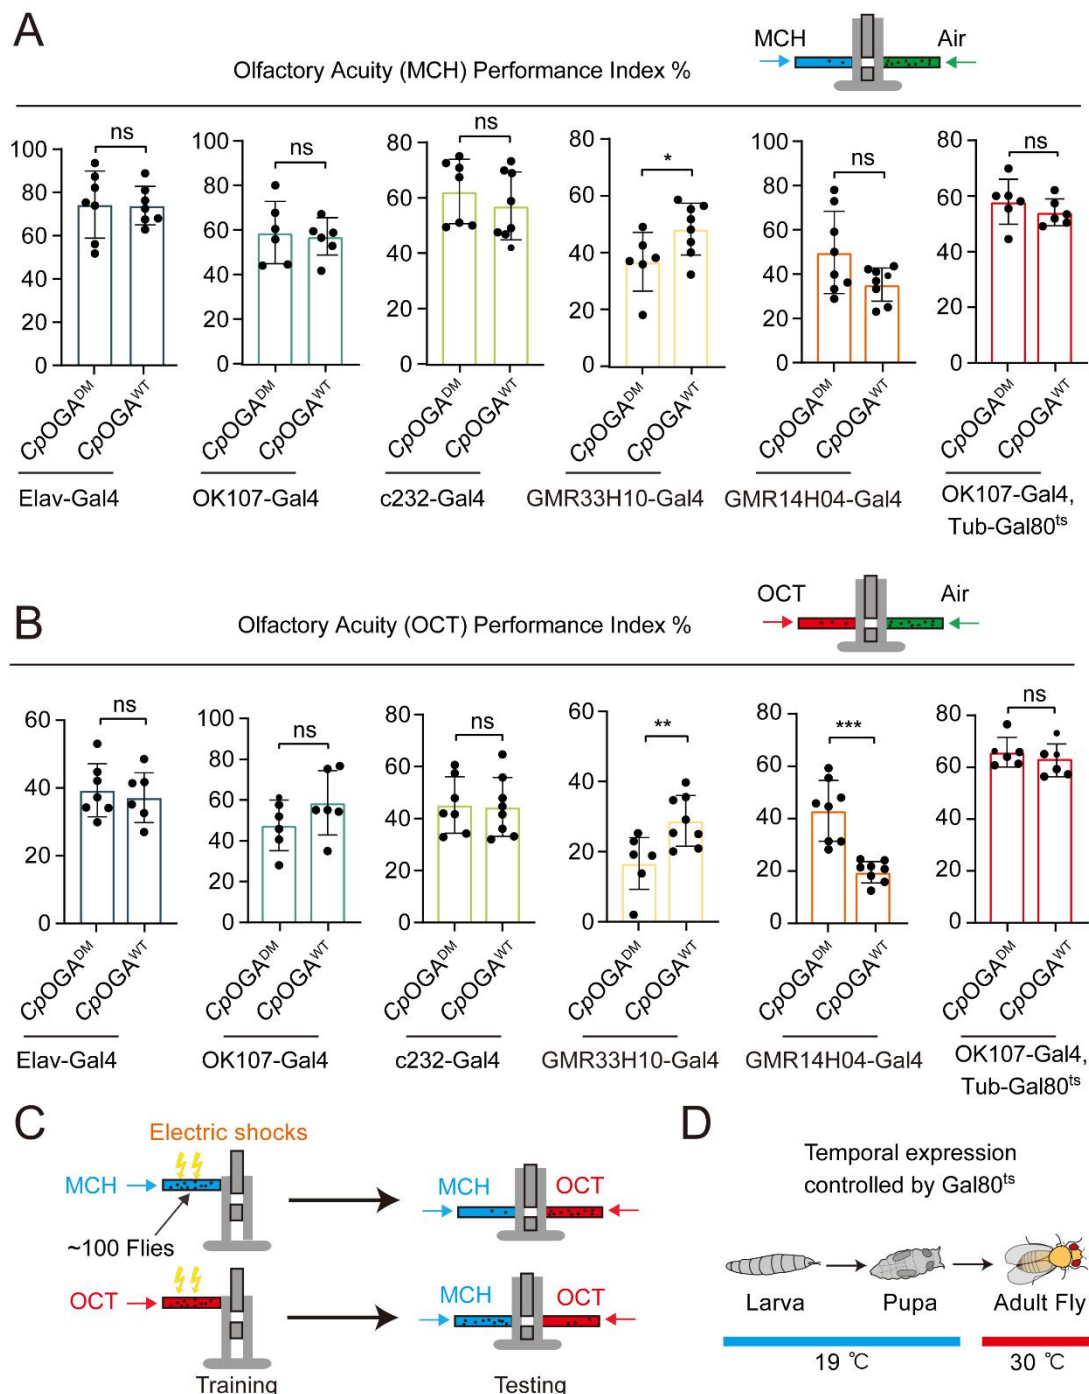 A
MCH
Air
Olfactory Acuity (MCH) Performance Index %
ns
ns
ns
*
ns
ns
100
80
60
40
20
0
100
80
60
40
20
0
80
60
40
20
0
80
60
40
20
0
100
80
60
40
20
0
80
60
40
20
0
CpOGA^DM CpOGA^WT
CpOGA^DM CpOGA^WT
CpOGA^DM CpOGA^WT
CpOGA^DM CpOGA^WT
CpOGA^DM CpOGA^WT
CpOGA^DM CpOGA^WT
Elav-Gal4
OK107-Gal4
c232-Gal4
GMR33H10-Gal4
GMR14H04-Gal4
OK107-Gal4,
Tub-Gal80^ts
B
OCT
Air
Olfactory Acuity (OCT) Performance Index %
ns
ns
ns
**
***
ns
60
40
20
0
100
80
60
40
20
0
80
60
40
20
0
60
40
20
0
80
60
40
20
0
80
60
40
20
0
CpOGA^DM CpOGA^WT
CpOGA^DM CpOGA^WT
CpOGA^DM CpOGA^WT
CpOGA^DM CpOGA^WT
CpOGA^DM CpOGA^WT
CpOGA^DM CpOGA^WT
Elav-Gal4
OK107-Gal4
c232-Gal4
GMR33H10-Gal4
GMR14H04-Gal4
OK107-Gal4,
Tub-Gal80^ts
C
Electric shocks
MCH
~100 Flies
MCH
OCT
OCT
MCH
OCT
Training
Testing
D
Temporal expression
controlled by Gal80^ts
Larva
Pupa
Adult Fly
19 ℃
30 ℃